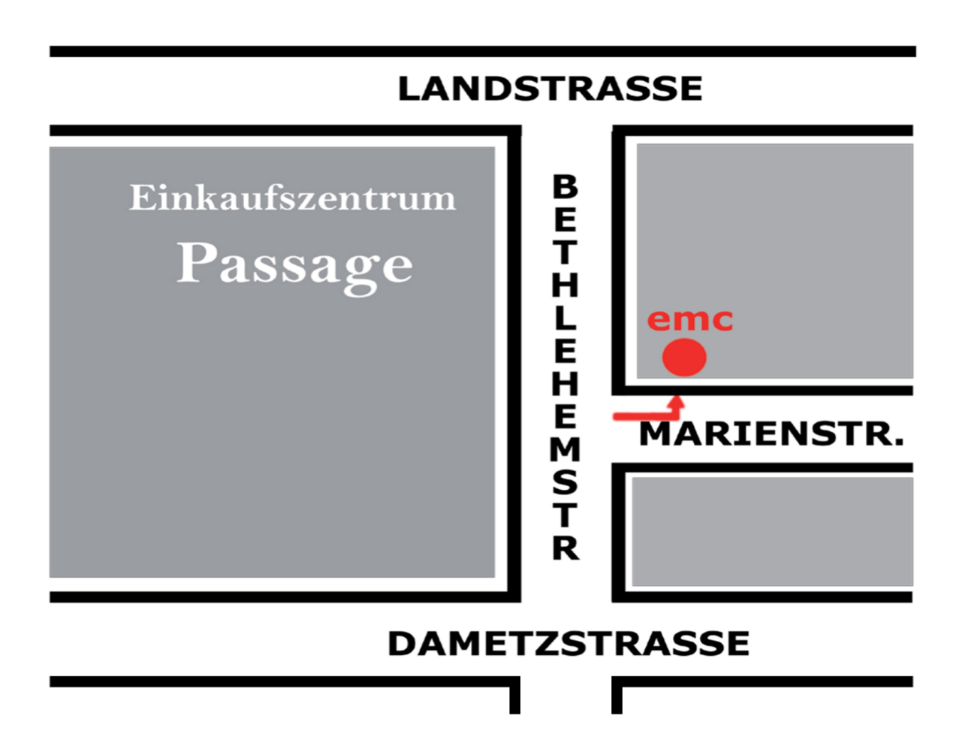 LANDSTRASSE
Einkaufszentrum
Passage
BETHLEHEMSTR
emc
MARIENSTR.
DAMETZSTRASSE